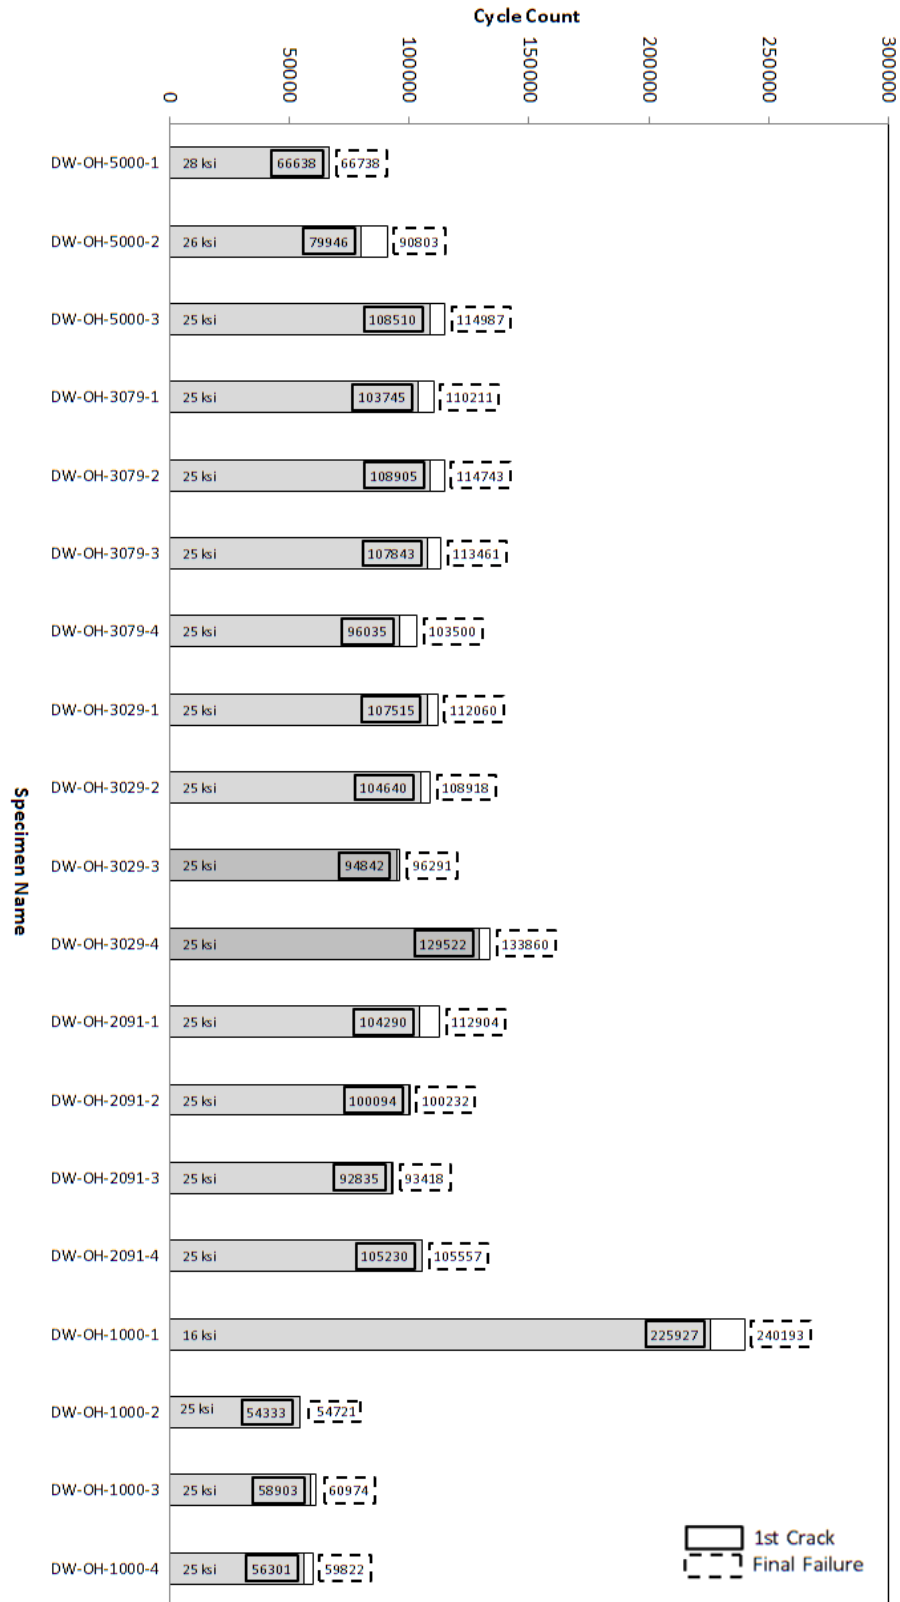 Cycle Count
0
50000
100000
150000
200000
250000
300000
DW-OH-5000-1 28 ksi 66638 66738
DW-OH-5000-2 26 ksi 79946 90803
DW-OH-5000-3 25 ksi 108510 114987
DW-OH-3079-1 25 ksi 103745 110211
DW-OH-3079-2 25 ksi 108905 114743
DW-OH-3079-3 25 ksi 107843 113461
DW-OH-3079-4 25 ksi 96035 103500
DW-OH-3029-1 25 ksi 107515 112060
DW-OH-3029-2 25 ksi 104640 108918
DW-OH-3029-3 25 ksi 94842 96291
DW-OH-3029-4 25 ksi 129522 133860
DW-OH-2091-1 25 ksi 104290 112904
DW-OH-2091-2 25 ksi 100094 100232
DW-OH-2091-3 25 ksi 92835 93418
DW-OH-2091-4 25 ksi 105230 105557
DW-OH-1000-1 16 ksi 225927 240193
DW-OH-1000-2 25 ksi 54333 54721
DW-OH-1000-3 25 ksi 58903 60974
DW-OH-1000-4 25 ksi 56301 59822
Specimen Name
1st Crack
Final Failure